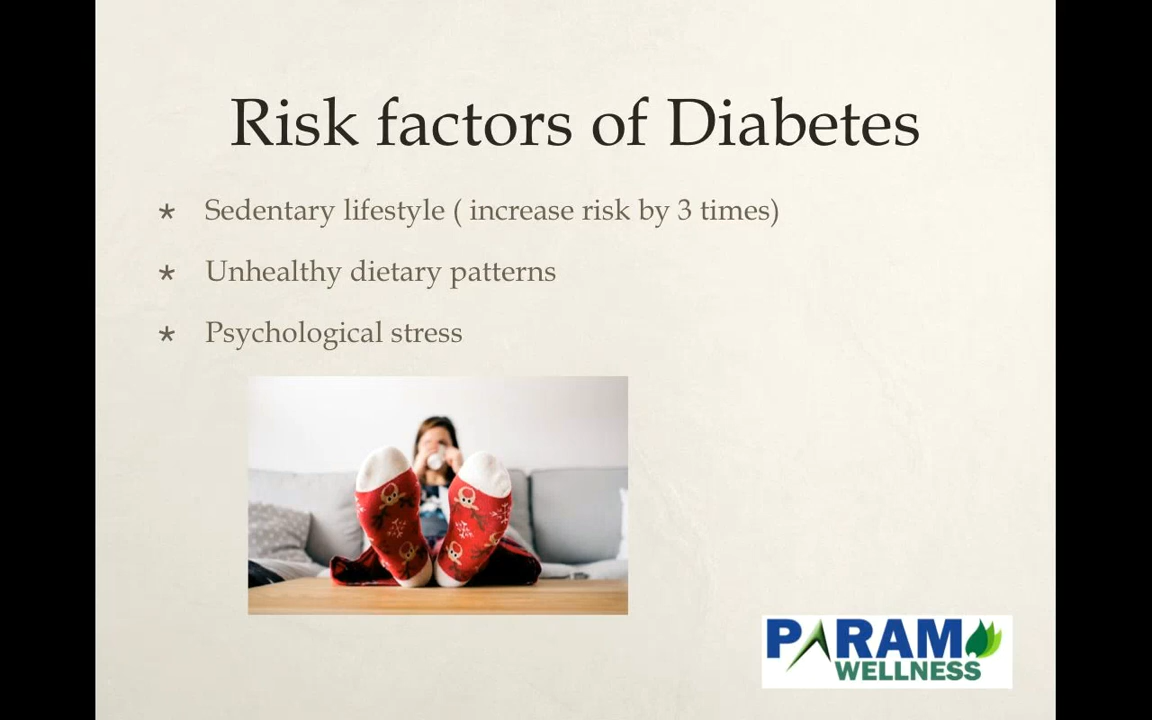 Risk factors of Diabetes
* Sedentary lifestyle ( increase risk by 3 times)
* Unhealthy dietary patterns
* Psychological stress
PARAM
WELLNESS